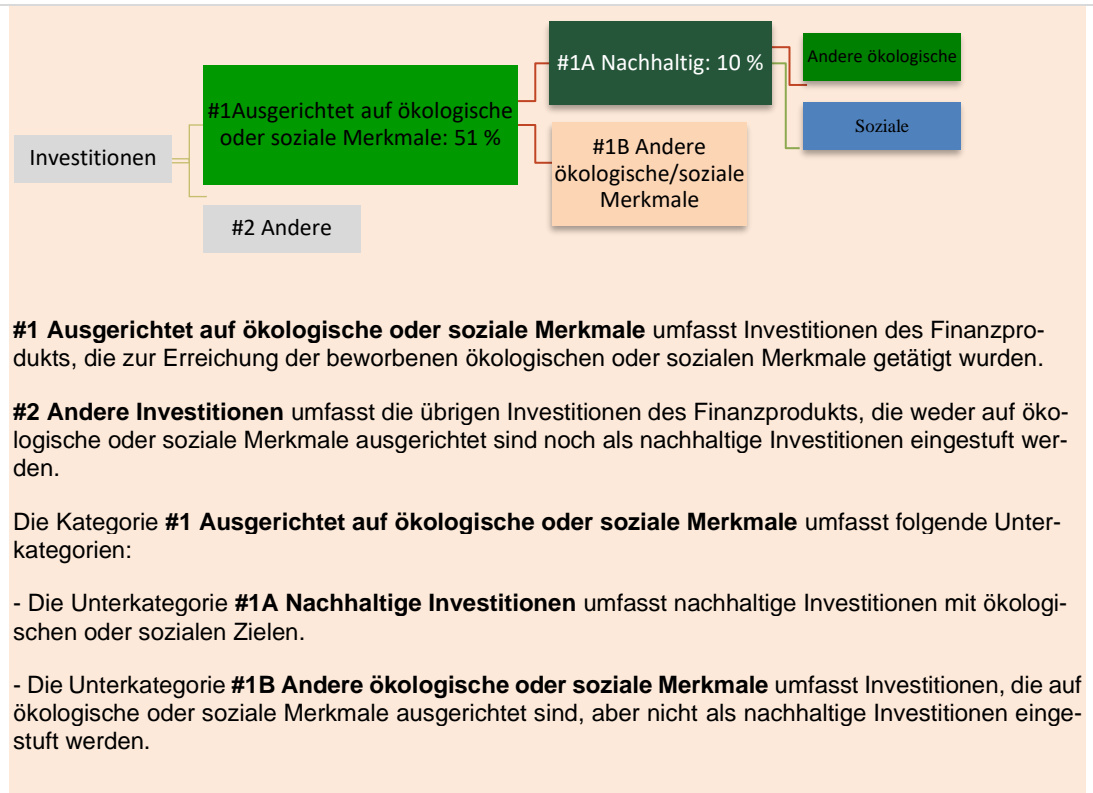 #1A Nachhaltig: 10 %
Andere ökologische
#1Ausgerichtet auf ökologische
oder soziale Merkmale: 51 %
Soziale
Investitionen
#1B Andere
ökologische/soziale
Merkmale
#2 Andere
#1 Ausgerichtet auf ökologische oder soziale Merkmale umfasst Investitionen des Finanzpro-
dukts, die zur Erreichung der beworbenen ökologischen oder sozialen Merkmale getätigt wurden.
#2 Andere Investitionen umfasst die übrigen Investitionen des Finanzprodukts, die weder auf öko-
logische oder soziale Merkmale ausgerichtet sind noch als nachhaltige Investitionen eingestuft wer-
den.
Die Kategorie #1 Ausgerichtet auf ökologische oder soziale Merkmale umfasst folgende Unter-
kategorien:
- Die Unterkategorie #1A Nachhaltige Investitionen umfasst nachhaltige Investitionen mit ökologi-
schen oder sozialen Zielen.
- Die Unterkategorie #1B Andere ökologische oder soziale Merkmale umfasst Investitionen, die auf
ökologische oder soziale Merkmale ausgerichtet sind, aber nicht als nachhaltige Investitionen einge-
stuft werden.